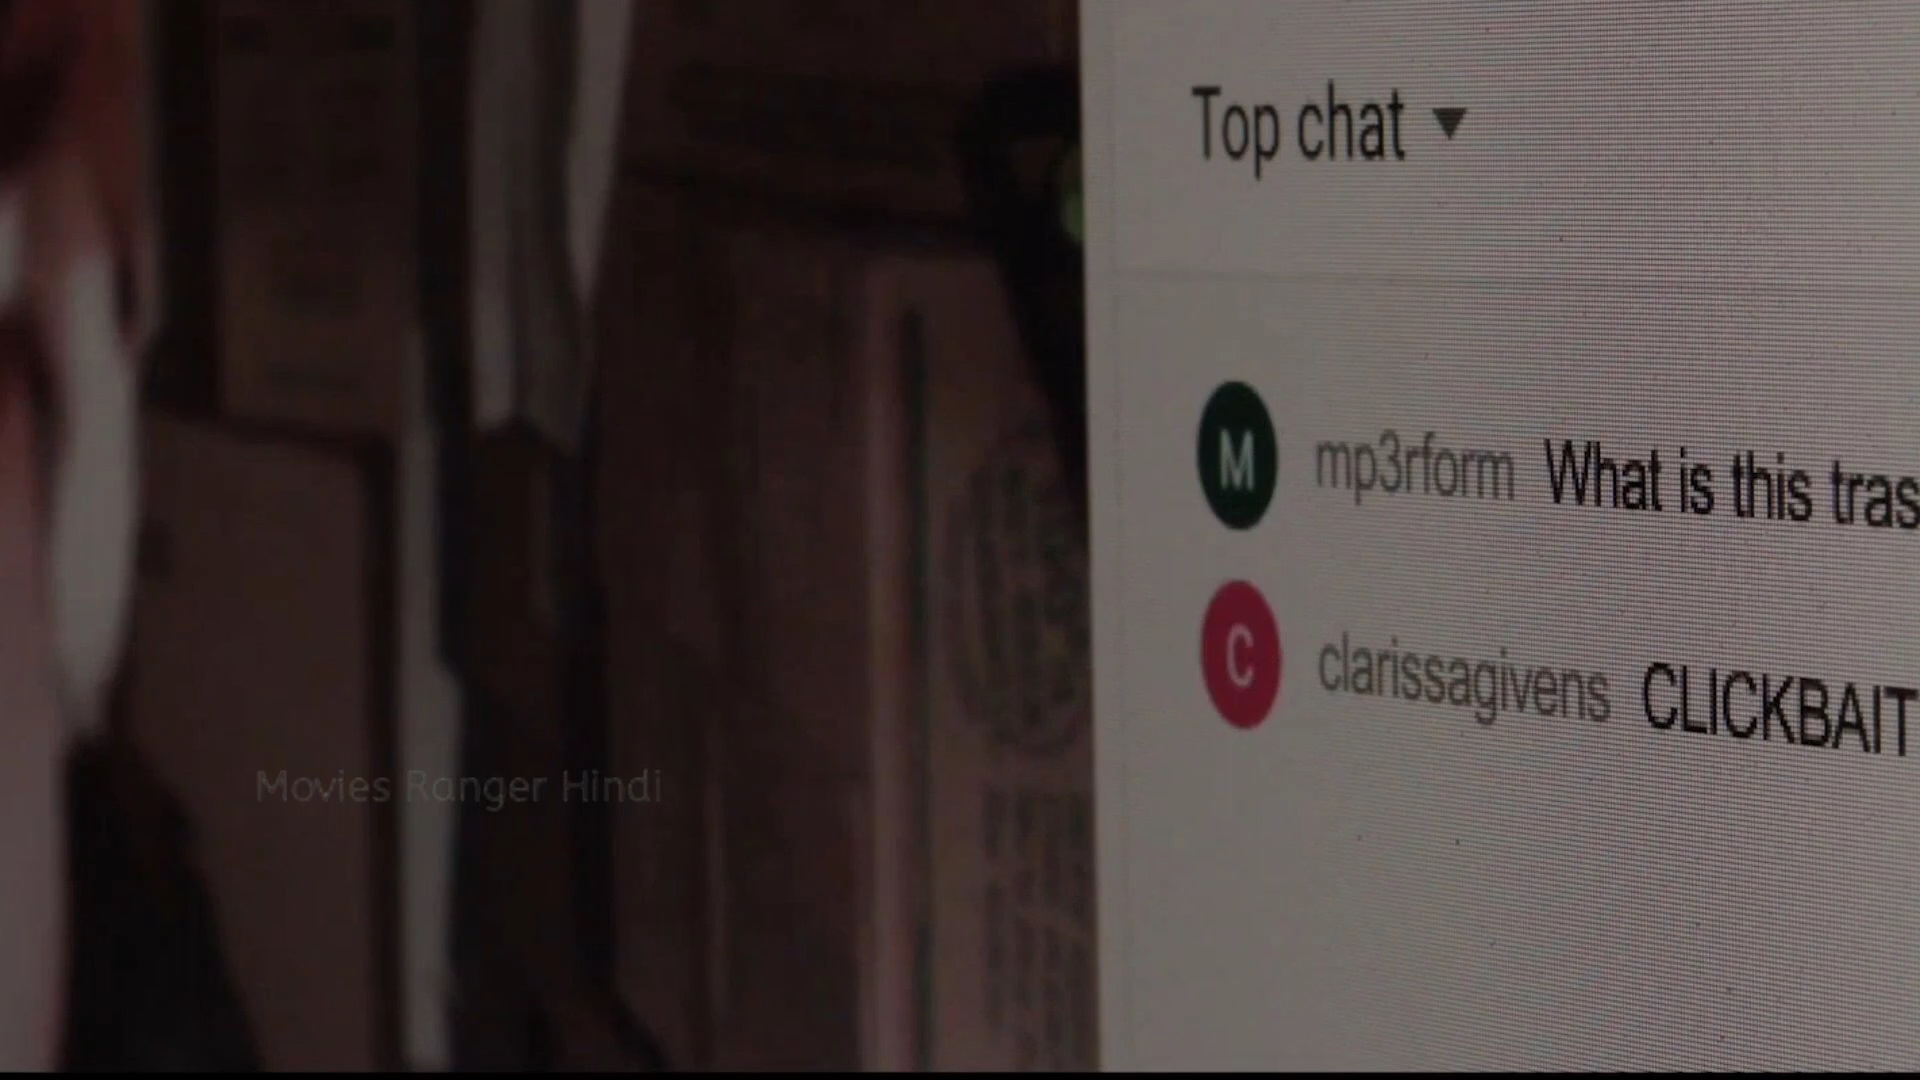 Top chat
M mp3rform What is this tras
C clarissagivens CLICKBAIT
Movies Ranger Hindi